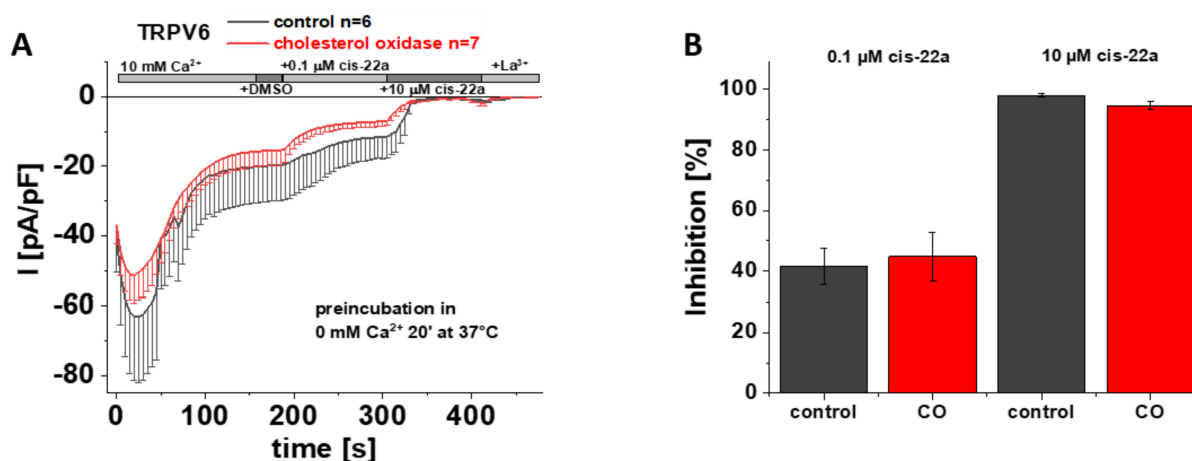 A
TRPV6
control n=6
cholesterol oxidase n=7
10 mM Ca²⁺
+0.1 µM cis-22a
+La³⁺
+DMSO
+10 µM cis-22a
0
-20
-40
-60
-80
I [pA/pF]
preincubation in
0 mM Ca²⁺ 20' at 37°C
0 100 200 300 400
time [s]
B
0.1 µM cis-22a 10 µM cis-22a
100
80
60
40
20
0
Inhibition [%]
control CO control CO